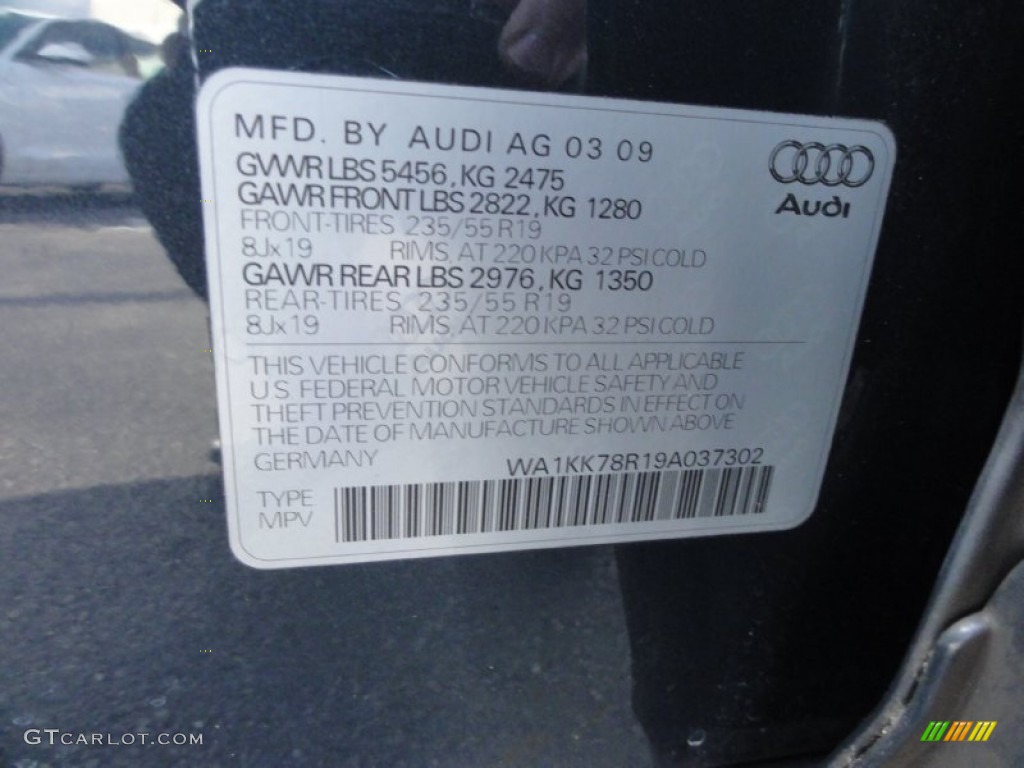 MFD. BY AUDI AG 03 09
GVWR LBS 5456, KG 2475
GAWR FRONT LBS 2822, KG 1280
FRONT-TIRES 235/55 R19
8Jx19 RIMS, AT 220 KPA 32 PSI COLD
GAWR REAR LBS 2976, KG 1350
REAR-TIRES 235/55 R19
8Jx19 RIMS, AT 220 KPA 32 PSI COLD
Audi
THIS VEHICLE CONFORMS TO ALL APPLICABLE
US FEDERAL MOTOR VEHICLE SAFETY AND
THEFT PREVENTION STANDARDS IN EFFECT ON
THE DATE OF MANUFACTURE SHOWN ABOVE
GERMANY WA1KK78R19A037302
TYPE
MPV
GTCARLOT.COM